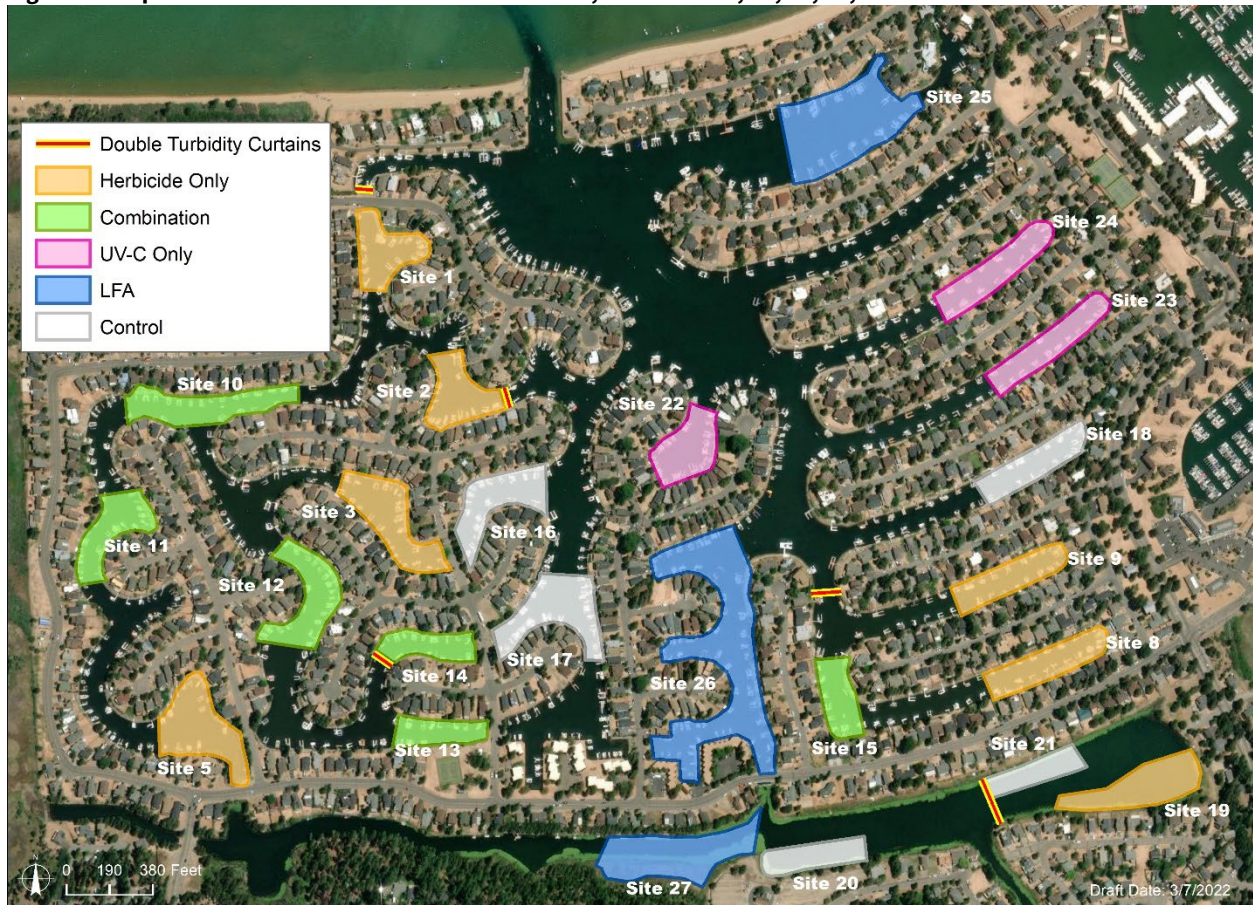 Double Turbidity Curtains
Herbicide Only
Combination
UV-C Only
LFA
Control
Site 25
Site 24
Site 1
Site 23
Site 10
Site 2
Site 22
Site 18
Site 3
Site 16
Site 11
Site 12
Site 9
Site 17
Site 14
Site 8
Site 26
Site 5
Site 13
Site 15
Site 21
Site 19
Site 27
Site 20
N
0 190 380 Feet
Draft Date: 3/7/2022